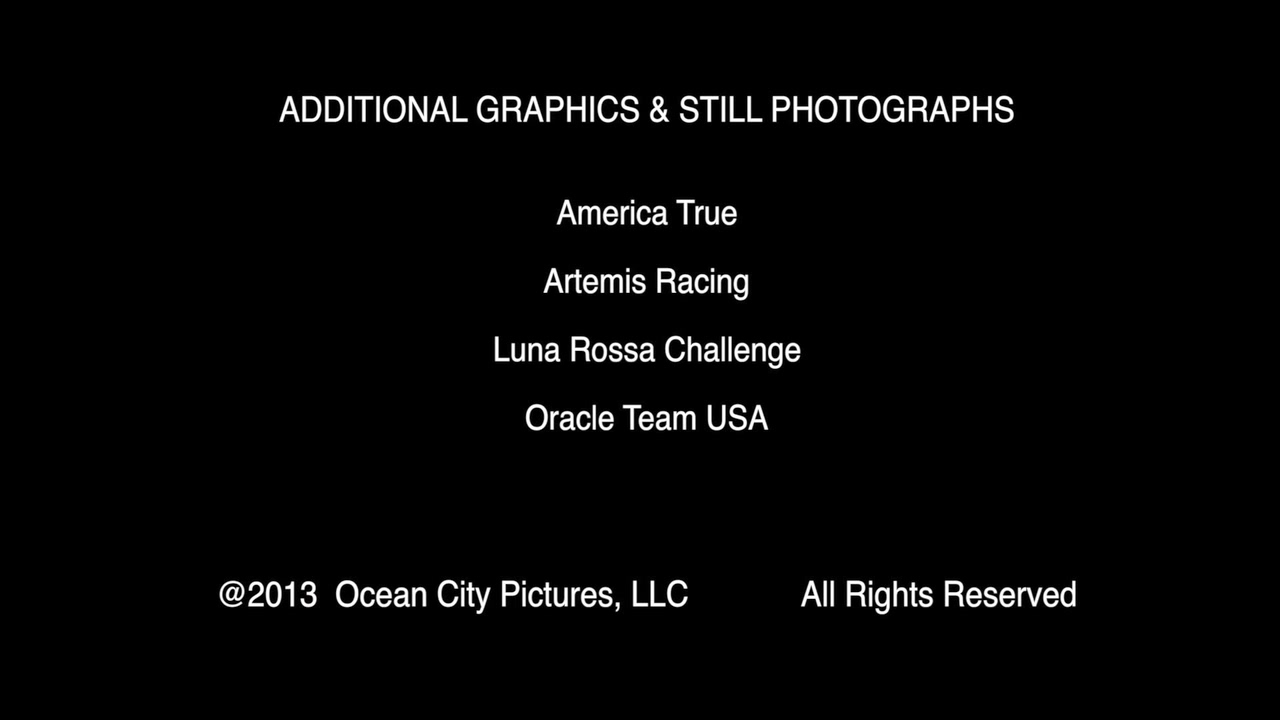 ADDITIONAL GRAPHICS & STILL PHOTOGRAPHS
America True
Artemis Racing
Luna Rossa Challenge
Oracle Team USA
@2013 Ocean City Pictures, LLC All Rights Reserved